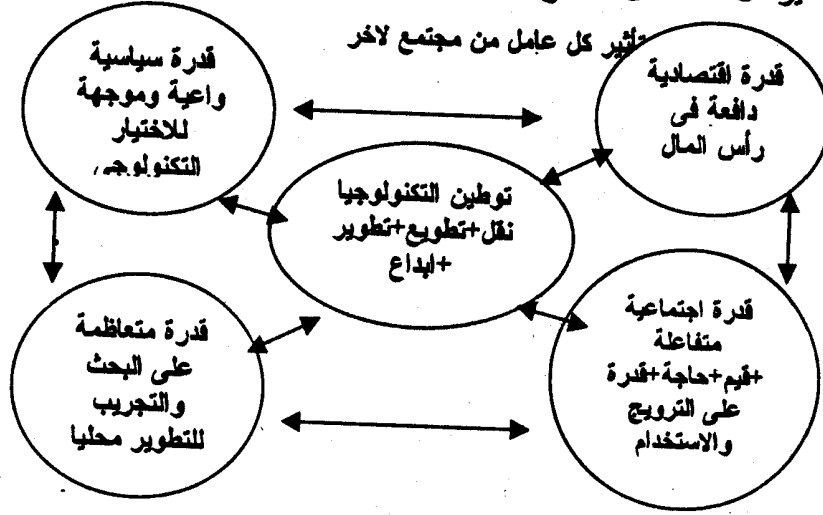 تأثير كل عامل من مجتمع لاخر
قدرة اقتصادية
دافعة فى
رأس المال
قدرة سياسية
واعية وموجهة
للاختيار
التكنولوجى
توطين التكنولوجيا
نقل+تطويع+تطوير
+ابداع
قدرة اجتماعية
متفاعلة
+قيم+حاجة+قدرة
على الترويج
والاستخدام
قدرة متعاظمة
على البحث
والتجريب
للتطوير محليا